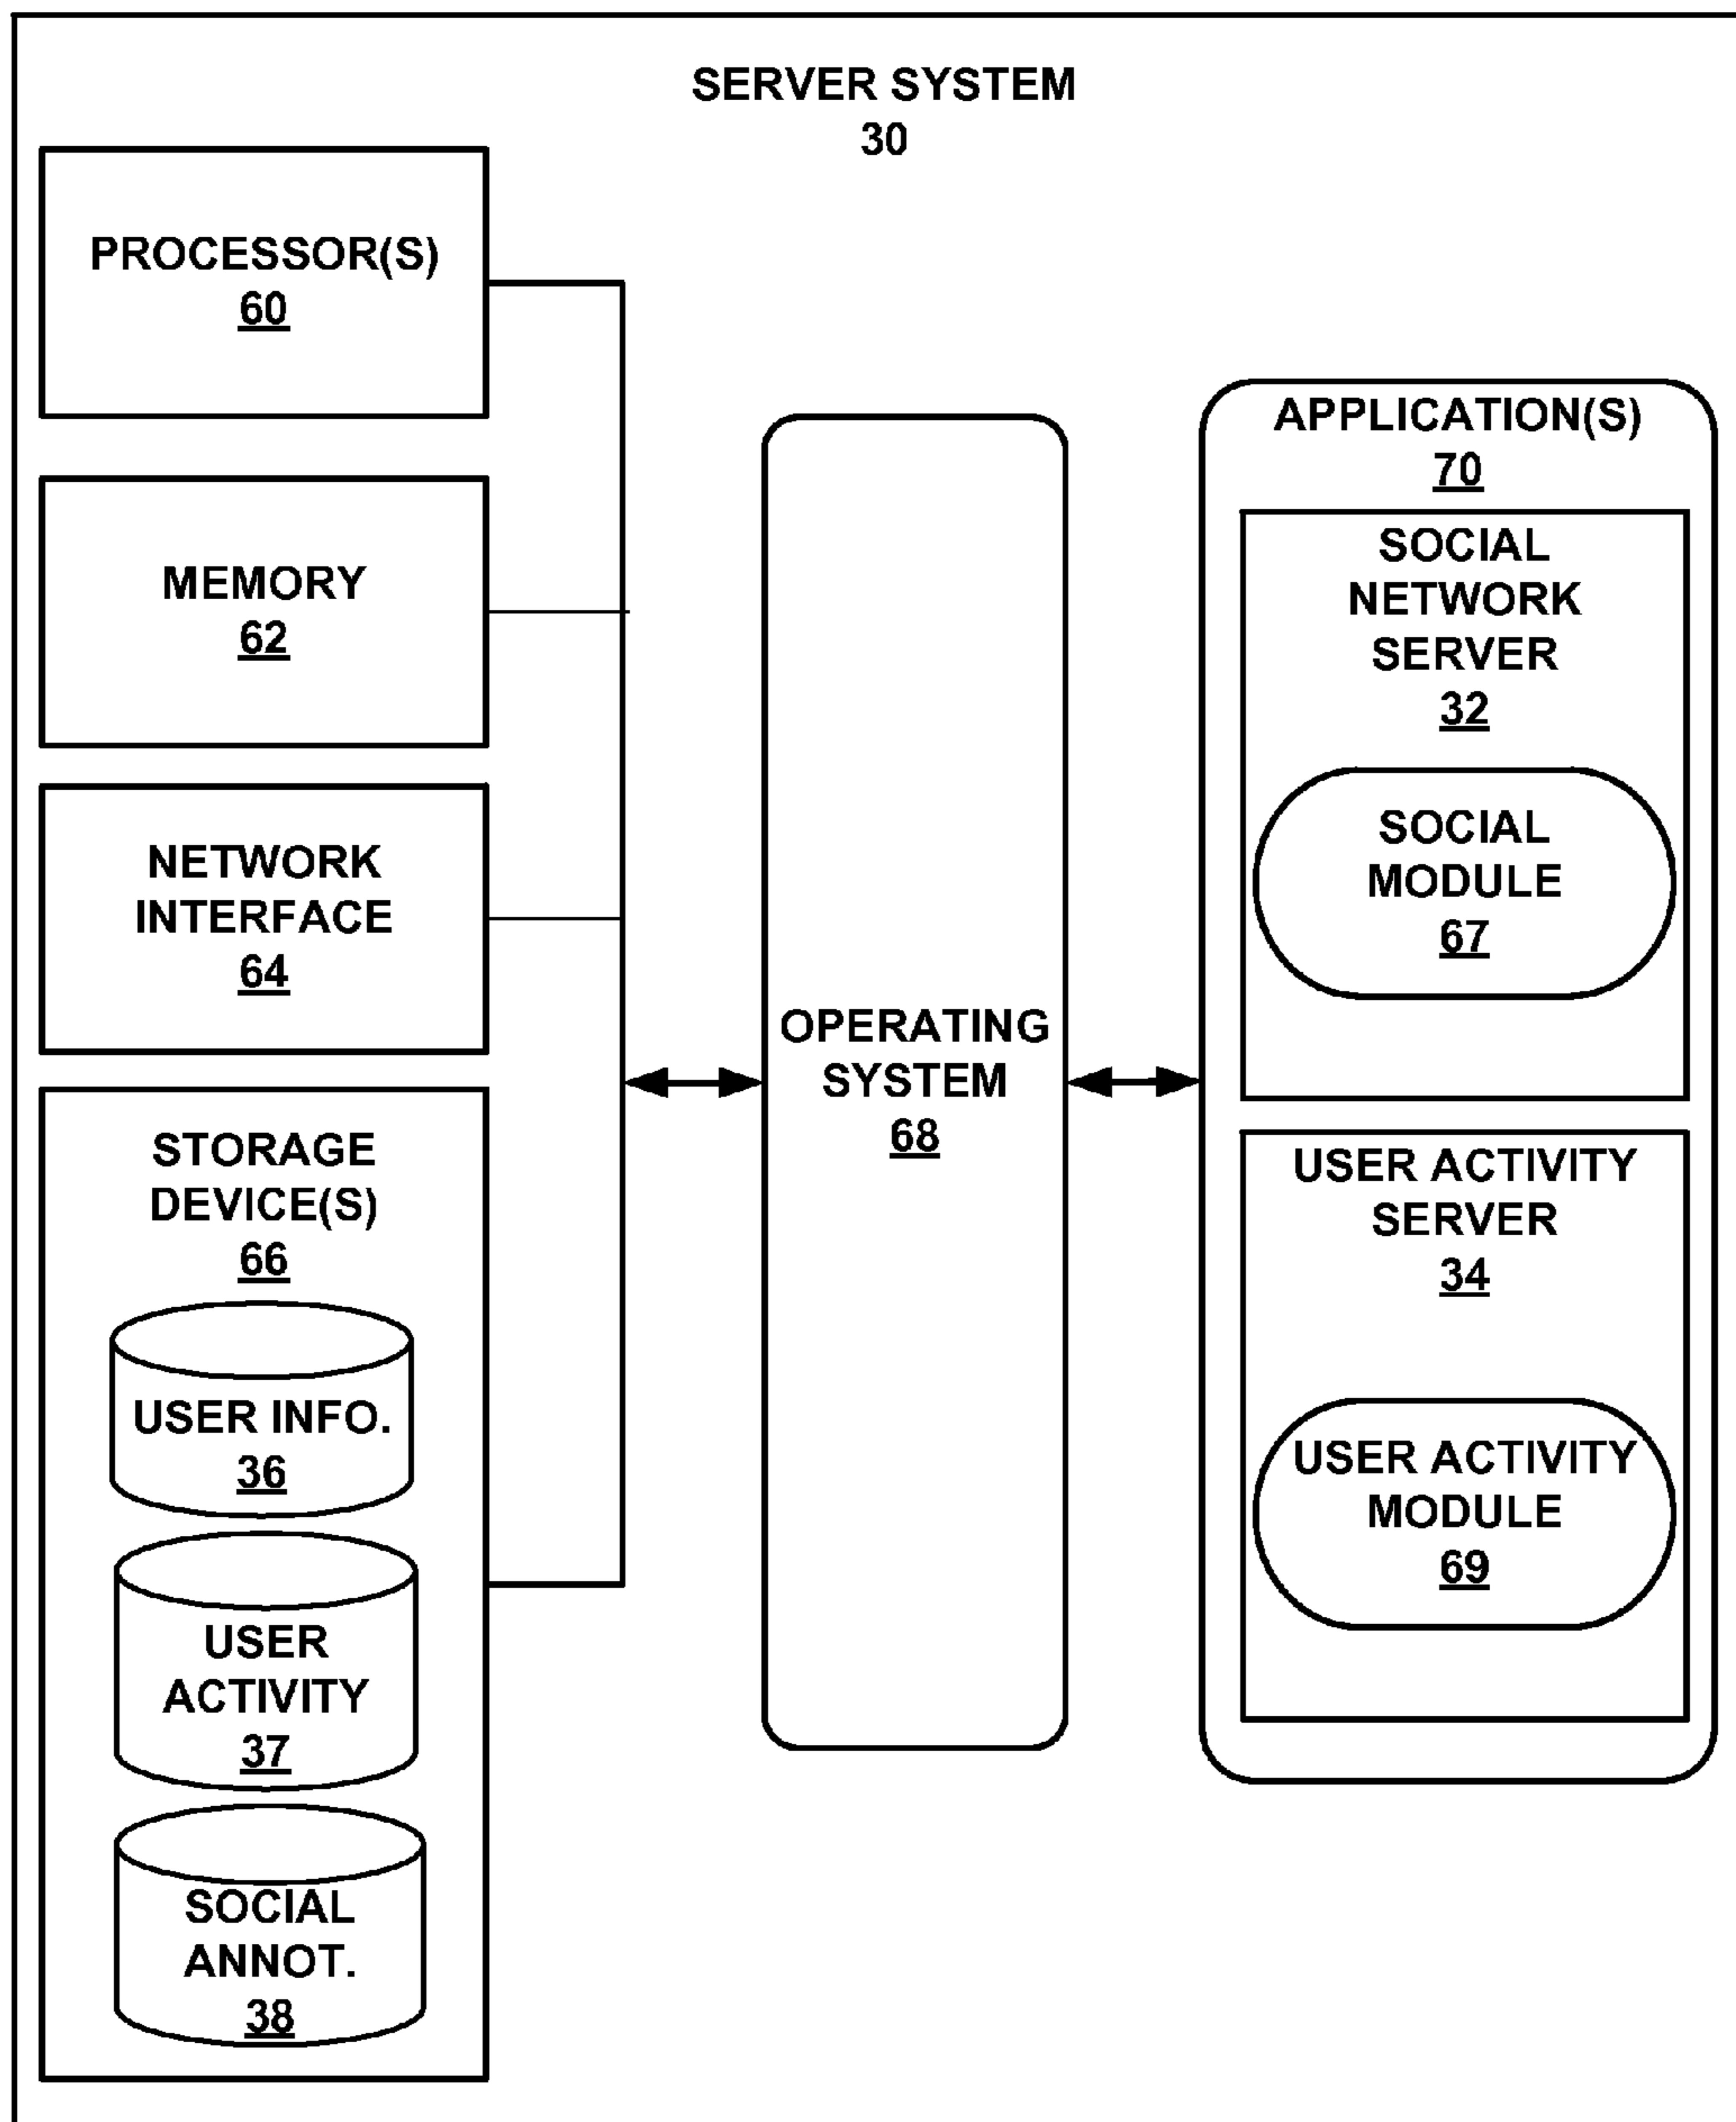 SERVER SYSTEM
30
PROCESSOR(S)
60
MEMORY
62
NETWORK
INTERFACE
64
STORAGE
DEVICE(S)
66
USER INFO.
36
USER
ACTIVITY
37
SOCIAL
ANNOT.
38
OPERATING
SYSTEM
68
APPLICATION(S)
70
SOCIAL
NETWORK
SERVER
32
SOCIAL
MODULE
67
USER ACTIVITY
SERVER
34
USER ACTIVITY
MODULE
69